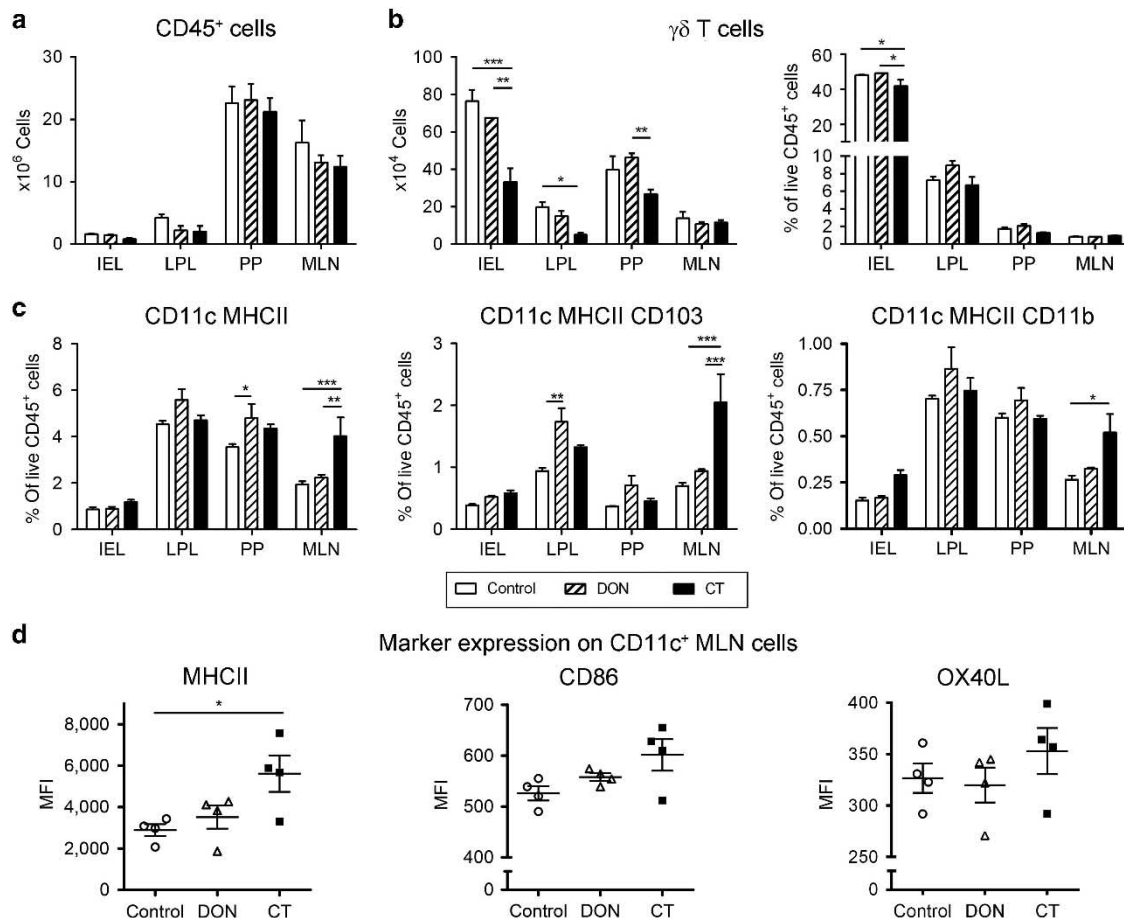 a CD45⁺ cells
x10⁶ Cells
30
20
10
0
IEL LPL PP MLN
b γδ T cells
x10⁴ Cells
100
80
60
40
20
0
*** ** * **
IEL LPL PP MLN
% of live CD45⁺ cells
60
40
20
10
8
6
4
2
0
* *
IEL LPL PP MLN
c CD11c MHCII
% Of live CD45⁺ cells
8
6
4
2
0
* *** **
IEL LPL PP MLN
CD11c MHCII CD103
% Of live CD45⁺ cells
3
2
1
0
** *** ***
IEL LPL PP MLN
CD11c MHCII CD11b
% Of live CD45⁺ cells
1.00
0.75
0.50
0.25
0.00
*
IEL LPL PP MLN
Control DON CT
d Marker expression on CD11c⁺ MLN cells
MHCII
MFI
8,000
6,000
4,000
2,000
0
*
Control DON CT
CD86
MFI
700
600
500
400
0
Control DON CT
OX40L
MFI
400
350
300
250
0
Control DON CT